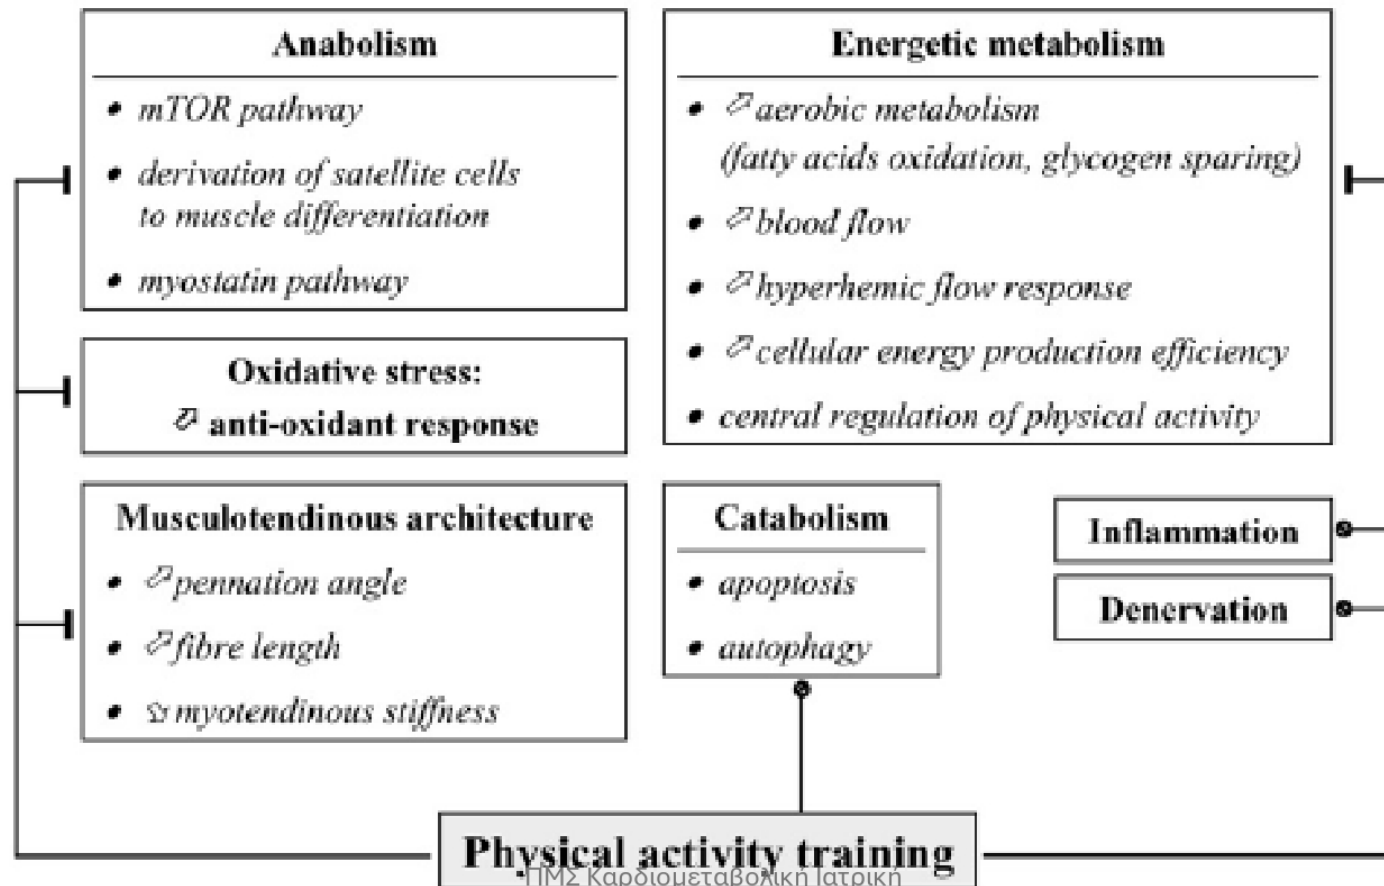 Anabolism
• mTOR pathway
• derivation of satellite cells
to muscle differentiation
• myostatin pathway
Oxidative stress:
⬀ anti-oxidant response
Musculotendinous architecture
• ⬀ pennation angle
• ⬀ fibre length
• ⬂ myotendinous stiffness
Energetic metabolism
• ⬀ aerobic metabolism
(fatty acids oxidation, glycogen sparing)
• ⬀ blood flow
• ⬀ hyperhemic flow response
• ⬀ cellular energy production efficiency
• central regulation of physical activity
Catabolism
• apoptosis
• autophagy
Inflammation
Denervation
Physical activity training
ΠΜΣ Καρδιομεταβολική Ιατρική